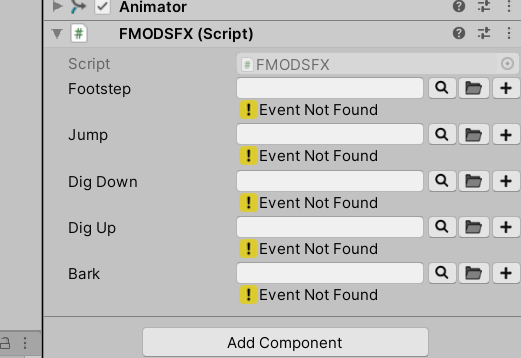 Animator
FMODSFX (Script)
Script FMODSFX
Footstep
Event Not Found
Jump
Event Not Found
Dig Down
Event Not Found
Dig Up
Event Not Found
Bark
Event Not Found
Add Component